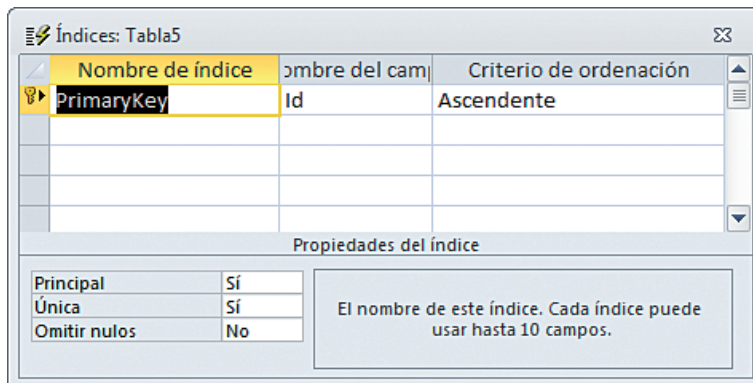 Índices: Tabla5
Nombre de índice ombre del cam Criterio de ordenación
PrimaryKey Id Ascendente
Propiedades del índice
Principal Sí
Única Sí
Omitir nulos No
El nombre de este índice. Cada índice puede
usar hasta 10 campos.